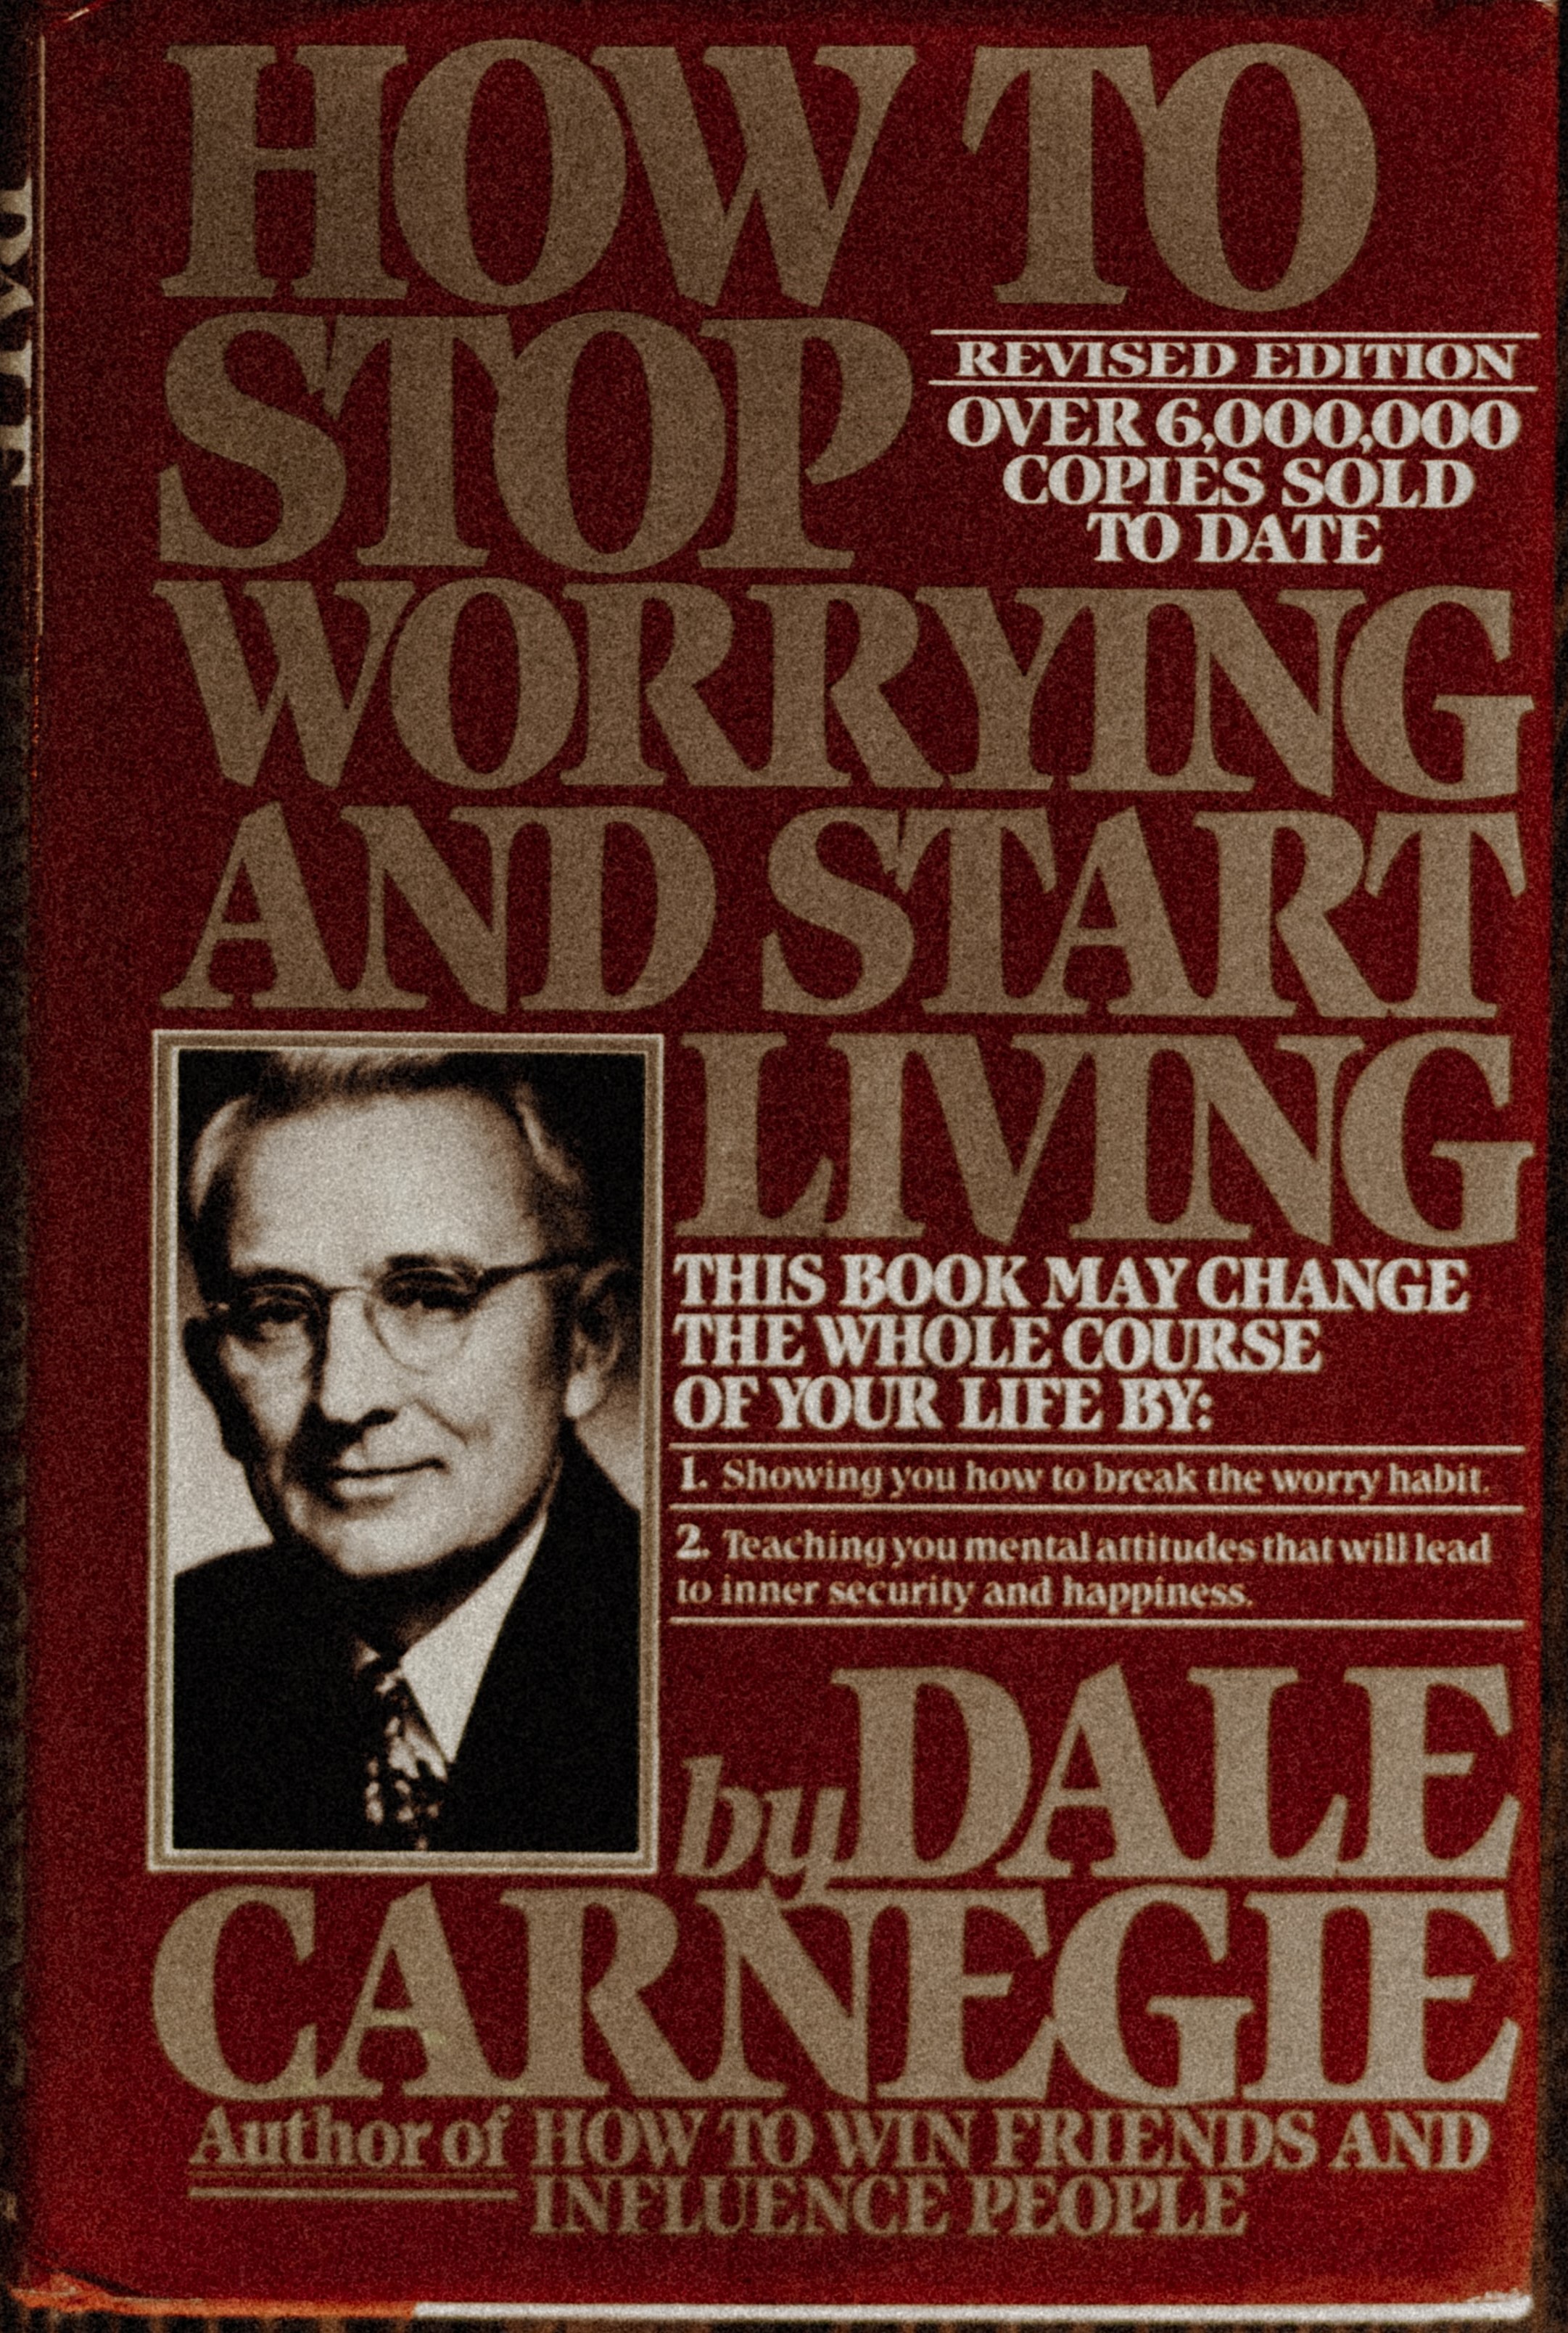 HOW TO
STOP
REVISED EDITION
OVER 6,000,000
COPIES SOLD
TO DATE
WORRYING
AND START
LIVING
THIS BOOK MAY CHANGE
THE WHOLE COURSE
OF YOUR LIFE BY:
1. Showing you how to break the worry habit.
2. Teaching you mental attitudes that will lead
to inner security and happiness.
by DALE
CARNEGIE
Author of HOW TO WIN FRIENDS AND
INFLUENCE PEOPLE